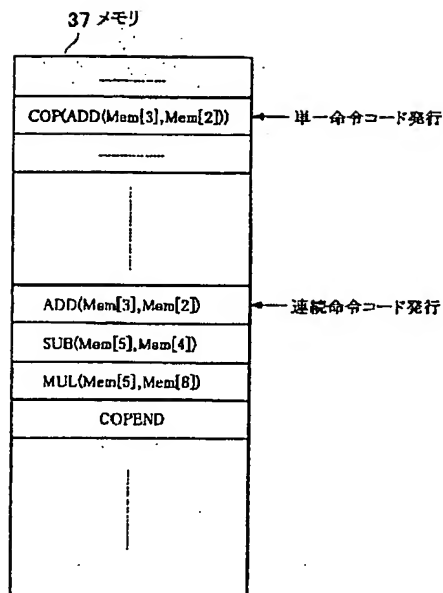 37 メモリ
COP(ADD(Mem[3],Mem[2]))
単一命令コード発行
ADD(Mem[3],Mem[2])
連続命令コード発行
SUB(Mem[5],Mem[4])
MUL(Mem[5],Mem[8])
COPEND